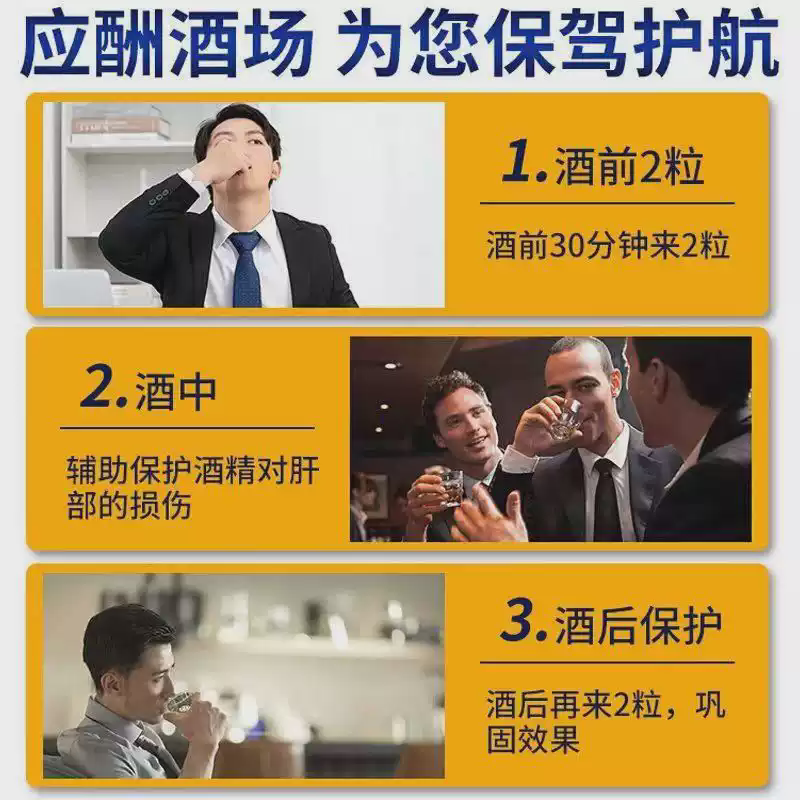 应酬酒场 为您保驾护航
1.酒前2粒
酒前30分钟来2粒
2.酒中
辅助保护酒精对肝
部的损伤
3.酒后保护
酒后再来2粒，巩
固效果